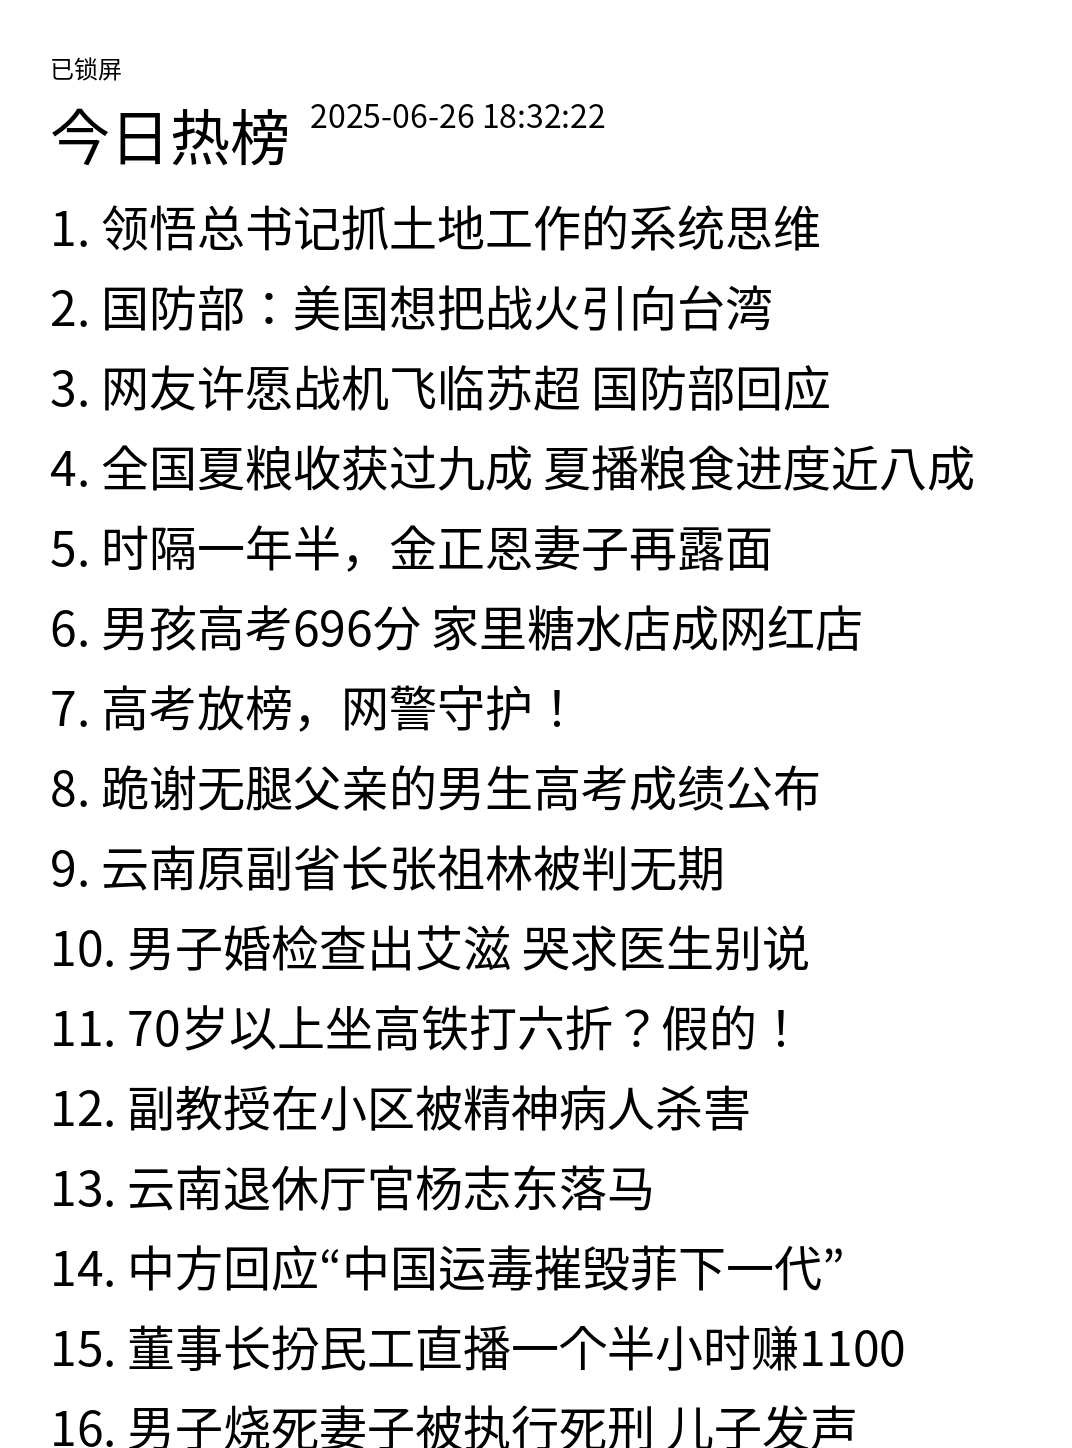 已锁屏
今日热榜 2025-06-26 18:32:22
1. 领悟总书记抓土地工作的系统思维
2. 国防部：美国想把战火引向台湾
3. 网友许愿战机飞临苏超 国防部回应
4. 全国夏粮收获过九成 夏播粮食进度近八成
5. 时隔一年半，金正恩妻子再露面
6. 男孩高考696分 家里糖水店成网红店
7. 高考放榜，网警守护！
8. 跪谢无腿父亲的男生高考成绩公布
9. 云南原副省长张祖林被判无期
10. 男子婚检查出艾滋 哭求医生别说
11. 70岁以上坐高铁打六折？假的！
12. 副教授在小区被精神病人杀害
13. 云南退休厅官杨志东落马
14. 中方回应“中国运毒摧毁菲下一代”
15. 董事长扮民工直播一个半小时赚1100
16. 男子烧死妻子被执行死刑 儿子发声